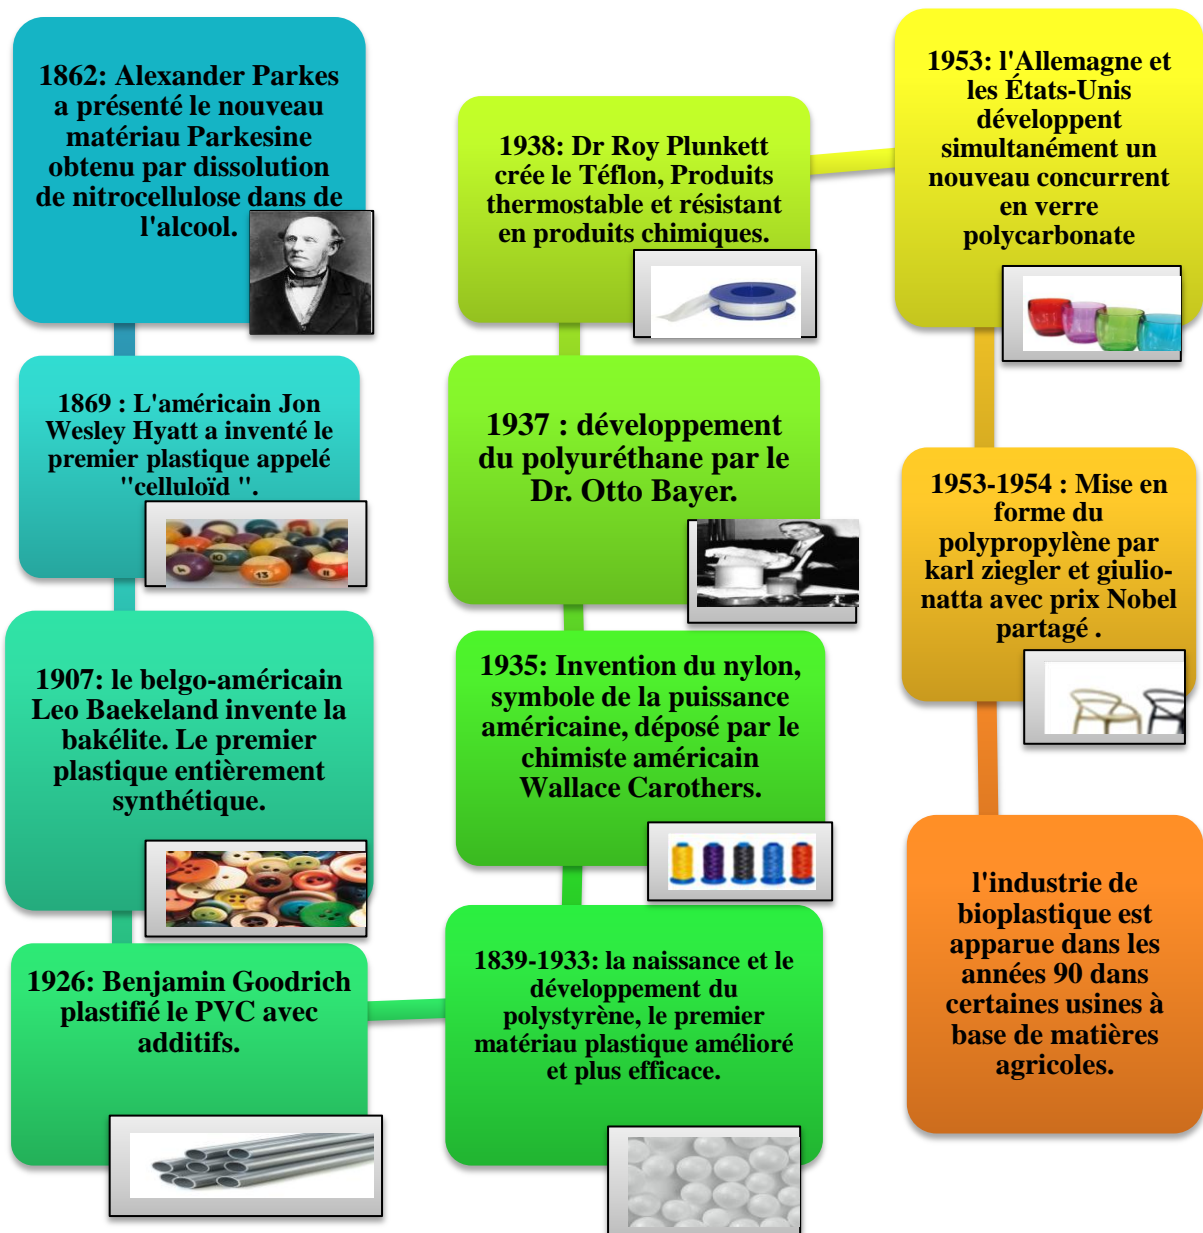 1862: Alexander Parkes
a présenté le nouveau
matériau Parkesine
obtenu par dissolution
de nitrocellulose dans de
l'alcool.
1869 : L'américain Jon
Wesley Hyatt a inventé le
premier plastique appelé
"celluloïd ".
1907: le belgo-américain
Leo Baekeland invente la
bakélite. Le premier
plastique entièrement
synthétique.
1926: Benjamin Goodrich
plastifié le PVC avec
additifs.
1839-1933: la naissance et le
développement du
polystyrène, le premier
matériau plastique amélioré
et plus efficace.
1935: Invention du nylon,
symbole de la puissance
américaine, déposé par le
chimiste américain
Wallace Carothers.
1937 : développement
du polyuréthane par le
Dr. Otto Bayer.
1938: Dr Roy Plunkett
crée le Téflon, Produits
thermostable et résistant
en produits chimiques.
1953: l'Allemagne et
les États-Unis
développent
simultanément un
nouveau concurrent
en verre
polycarbonate
1953-1954 : Mise en
forme du
polypropylène par
karl ziegler et giulio-
natta avec prix Nobel
partagé .
l'industrie de
bioplastique est
apparue dans les
années 90 dans
certaines usines à
base de matières
agricoles.